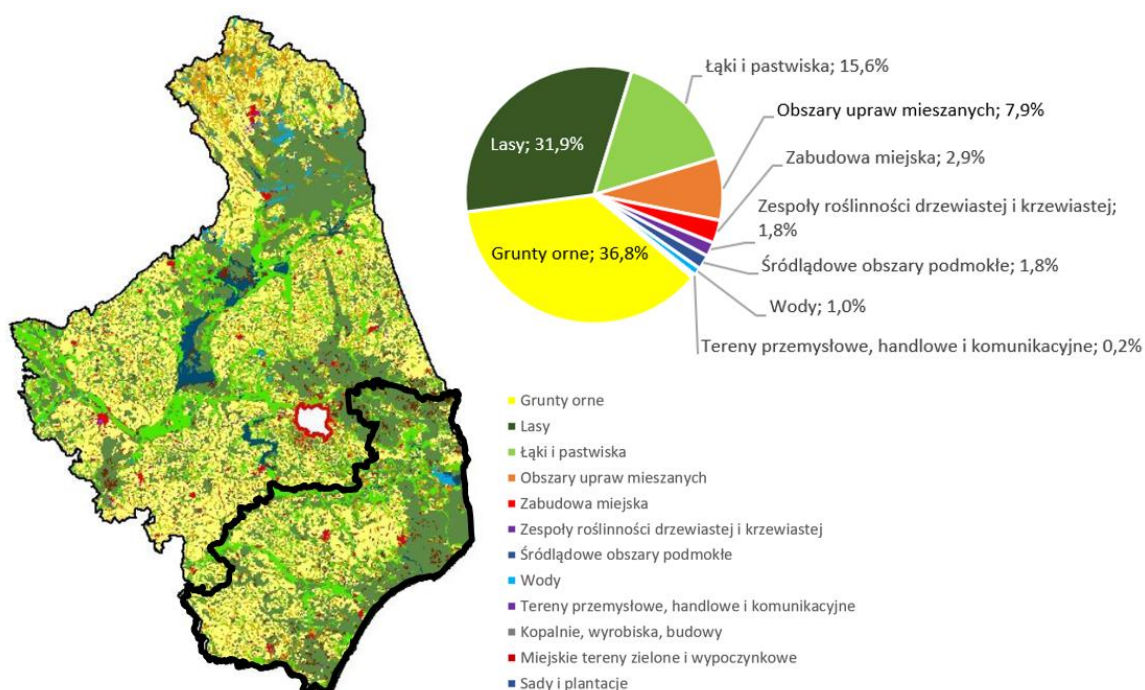 Łąki i pastwiska; 15,6%
Obszary upraw mieszanych; 7,9%
Lasy; 31,9%
Zabudowa miejska; 2,9%
Zespoły roślinności drzewiastej i krzewiastej;
1,8%
Grunty orne; 36,8%
Śródlądowe obszary podmokłe; 1,8%
Wody; 1,0%
Tereny przemysłowe, handlowe i komunikacyjne; 0,2%
Grunty orne
Lasy
Łąki i pastwiska
Obszary upraw mieszanych
Zabudowa miejska
Zespoły roślinności drzewiastej i krzewiastej
Śródlądowe obszary podmokłe
Wody
Tereny przemysłowe, handlowe i komunikacyjne
Kopalnie, wyrobiska, budowy
Miejskie tereny zielone i wypoczynkowe
Sady i plantacje